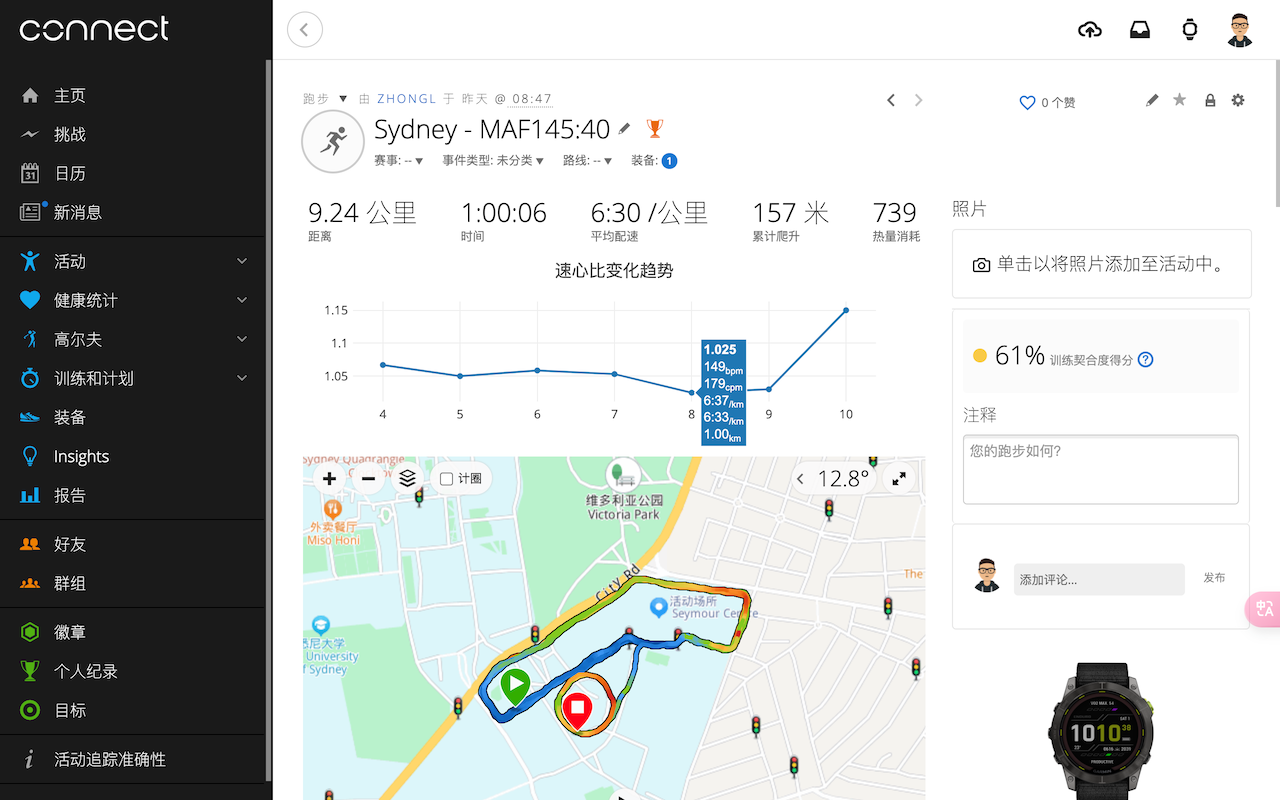 connect
主页
挑战
31
日历
新消息
活动
健康统计
高尔夫
训练和计划
装备
Insights
报告
好友
群组
徽章
个人纪录
目标
活动追踪准确性
跑步 ▼ 由 ZHONGL 于 昨天 @ 08:47
Sydney - MAF145:40
赛事: -- ▼ 事件类型: 未分类 ▼ 路线: -- ▼ 装备: 1
0 个赞
9.24 公里 1:00:06 6:30 /公里 157 米 739
距离 时间 平均配速 累计爬升 热量消耗
速心比变化趋势
1.15
1.1
1.05
4 5 6 7 8 9 10
1.025
149bpm
179cpm
6:37/km
6:33/km
1.00km
Sydney Quadrangle
计圈
12.8°
维多利亚公园
Victoria Park
外卖餐厅
Miso Honi
City Rd
The
活动场所
Seymour Centre
悉尼大学
University
of Sydney
照片
单击以将照片添加至活动中。
61% 训练契合度得分 ?
注释
您的跑步如何?
添加评论...
发布
中
A
10 10 38
PRODUCTIVE